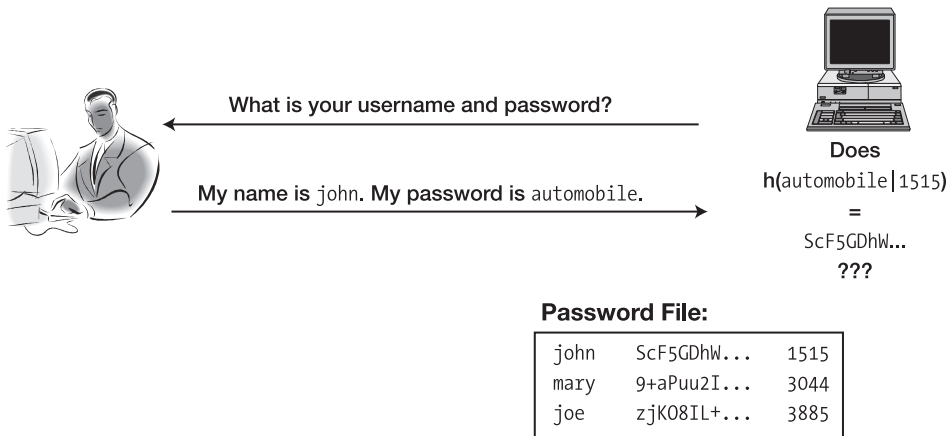 What is your username and password?
My name is john. My password is automobile.
Does
h(automobile|1515)
=
ScF5GDhW...
???
Password File:
john ScF5GDhW... 1515
mary 9+aPuu2I... 3044
joe zjKO8IL+... 3885